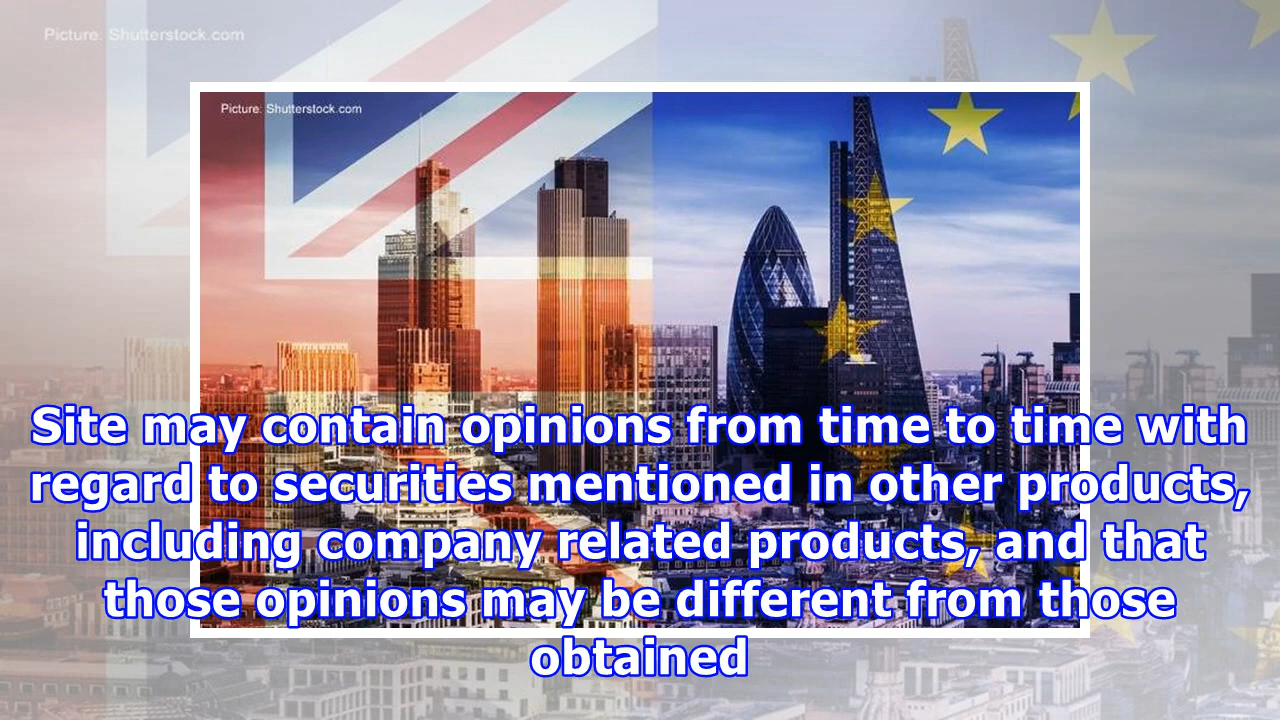 Picture: Shutterstock.com
Picture: Shutterstock.com
Site may contain opinions from time to time with
regard to securities mentioned in other products,
including company related products, and that
those opinions may be different from those
obtained